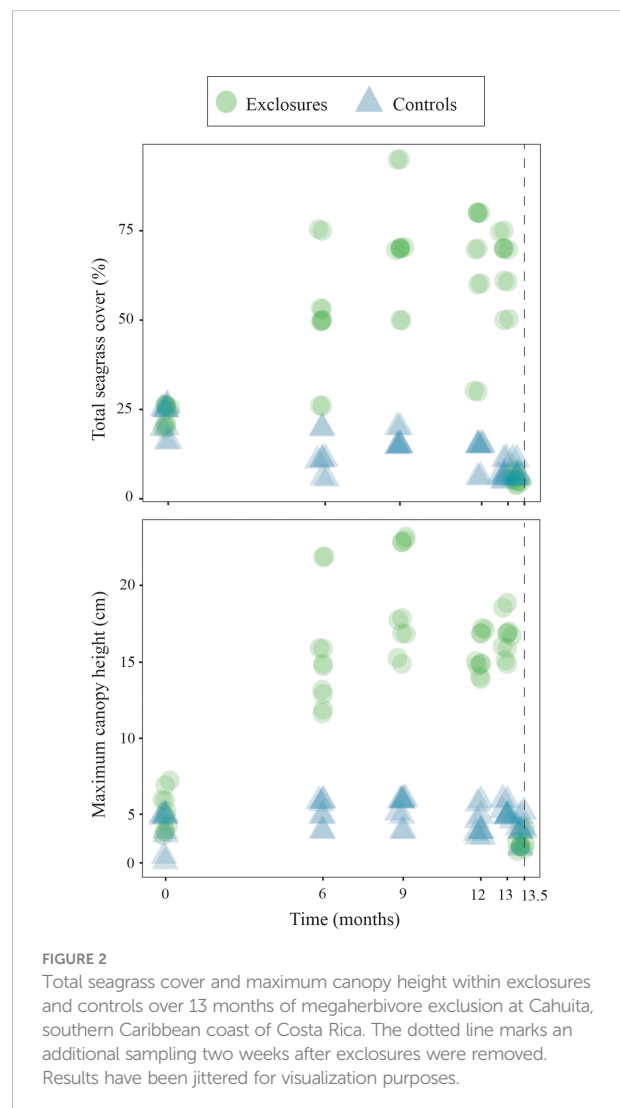 Exclosures Controls
Total seagrass cover (%)
75
50
25
0
Maximum canopy height (cm)
20
15
10
5
0
0 6 9 12 13 13.5
Time (months)
FIGURE 2
Total seagrass cover and maximum canopy height within exclosures
and controls over 13 months of megaherbivore exclusion at Cahuita,
southern Caribbean coast of Costa Rica. The dotted line marks an
additional sampling two weeks after exclosures were removed.
Results have been jittered for visualization purposes.